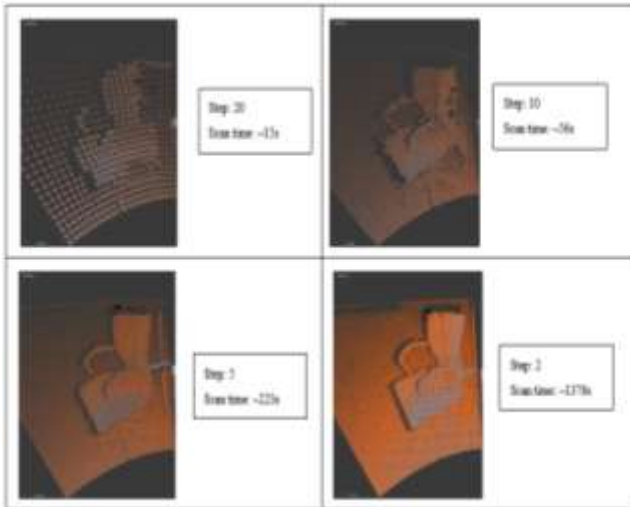 Step: 20
Scan time: ~15s
Step: 10
Scan time: ~56s
Step: 5
Scan time: ~223s
Step: 2
Scan time: ~1378s